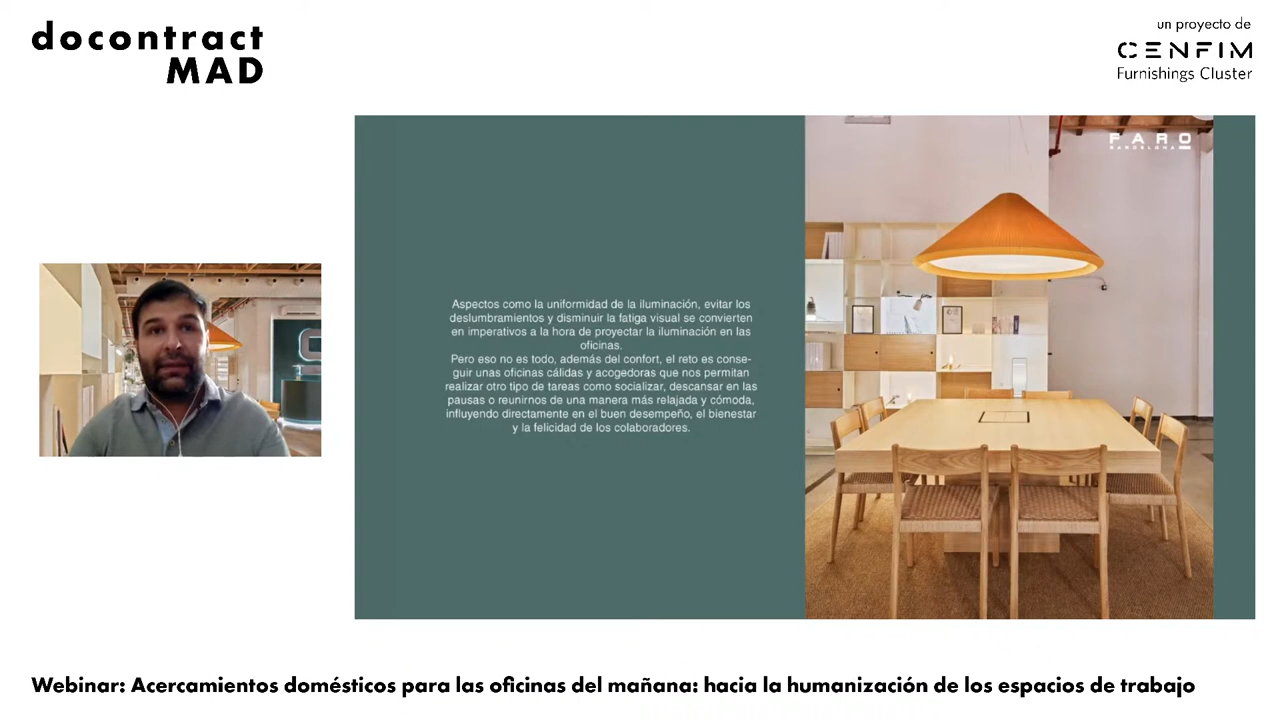 docontract
MAD
un proyecto de
CENFIM
Furnishings Cluster
FARO
BARCELONA
Aspectos como la uniformidad de la iluminación, evitar los
deslumbramientos y disminuir la fatiga visual se convierten
en imperativos a la hora de proyectar la iluminación en las
oficinas.
Pero eso no es todo, además del confort, el reto es conse-
guir unas oficinas cálidas y acogedoras que nos permitan
realizar otro tipo de tareas como socializar, descansar en las
pausas o reunirnos de una manera más relajada y cómoda,
influyendo directamente en el buen desempeño, el bienestar
y la felicidad de los colaboradores.
Webinar: Acercamientos domésticos para las oficinas del mañana: hacia la humanización de los espacios de trabajo